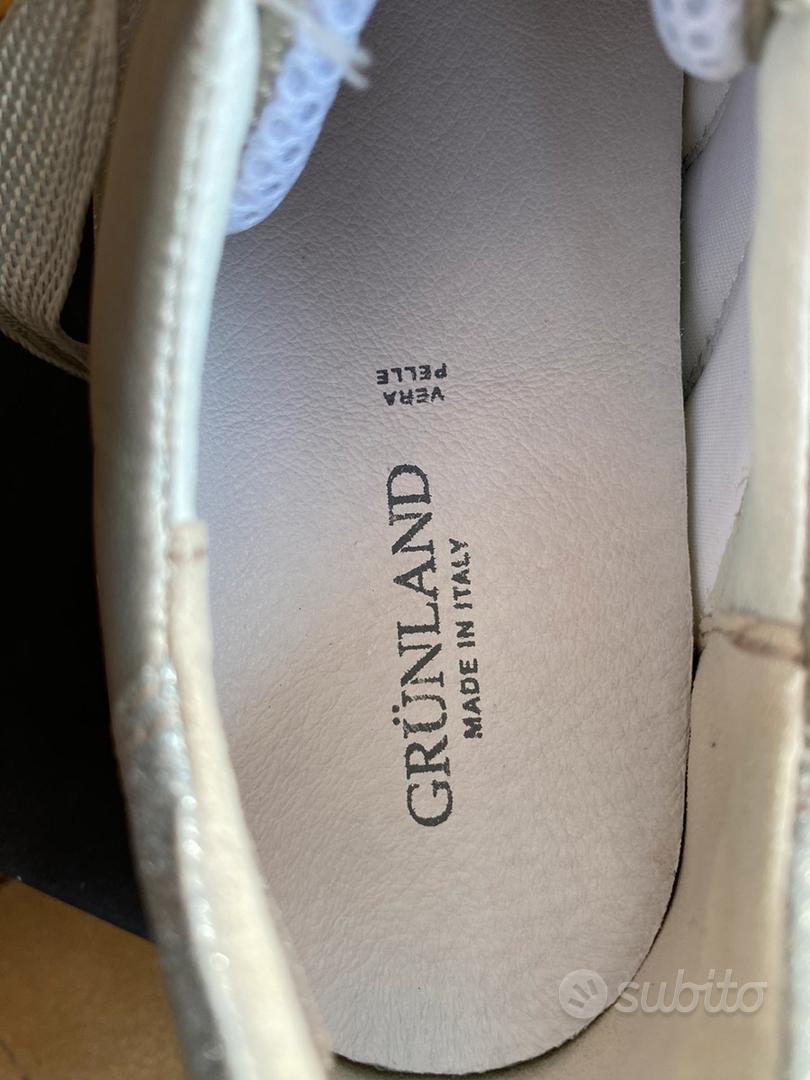 VERA
PELLE
GRÜNLAND
MADE IN ITALY
subito